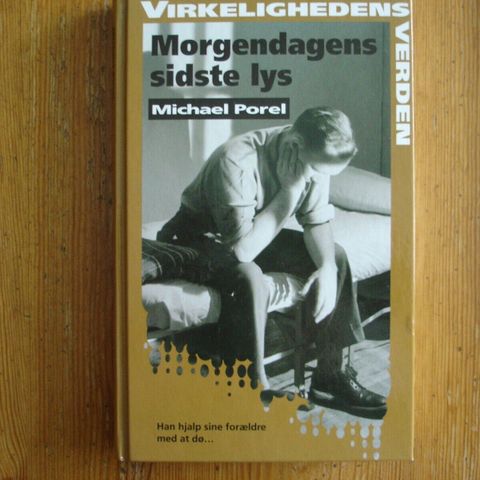 VIRKELIGHEDENS
VERDEN
Morgendagens
sidste lys
Michael Porel
Han hjalp sine forældre
med at dø...